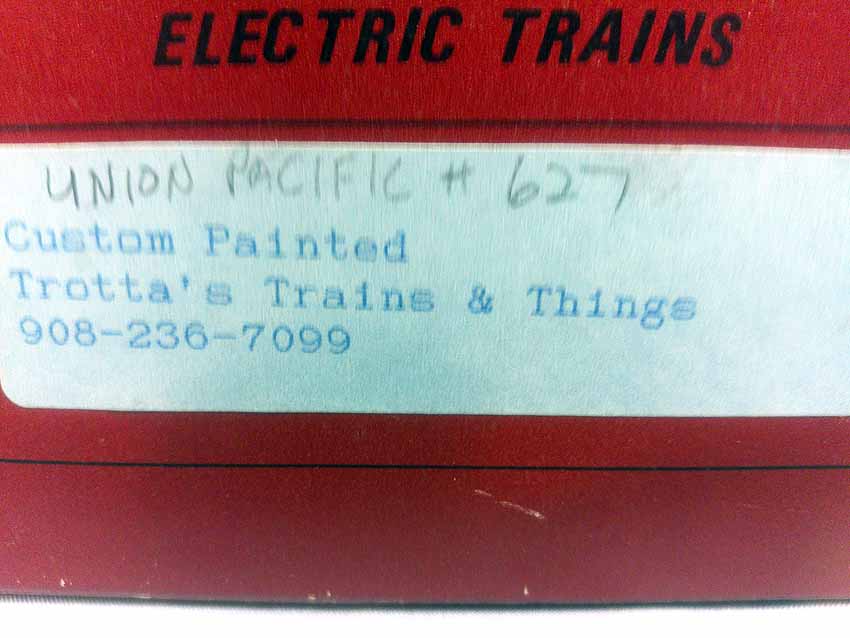 ELECTRIC TRAINS
UNION PACIFIC # 627
Custom Painted
Trotta's Trains & Things
908-236-7099